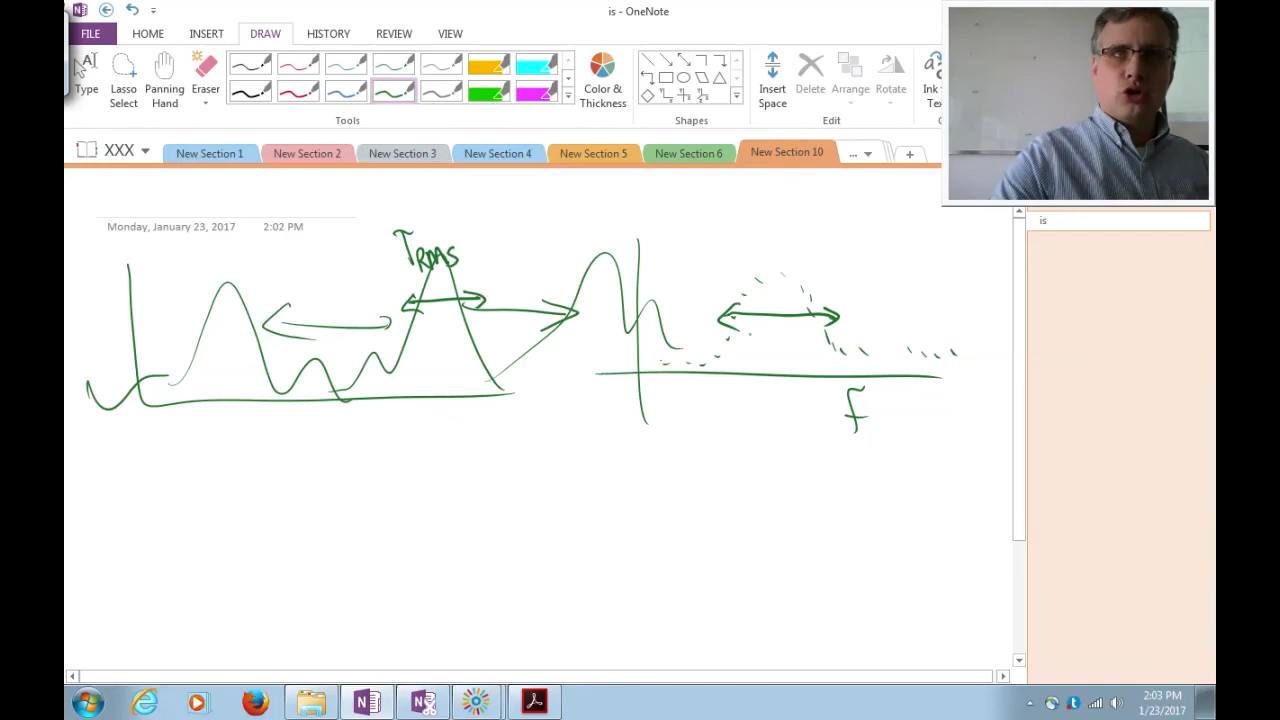 is - OneNote
FILE HOME INSERT DRAW HISTORY REVIEW VIEW
Type
Lasso Select
Panning Hand
Eraser
Color & Thickness
Insert Space
Delete
Arrange
Rotate
Ink to
Tools
Shapes
Edit
XXX
New Section 1
New Section 2
New Section 3
New Section 4
New Section 5
New Section 6
New Section 10
...
is
Monday, January 23, 2017 2:02 PM
f
2:03 PM
1/23/2017